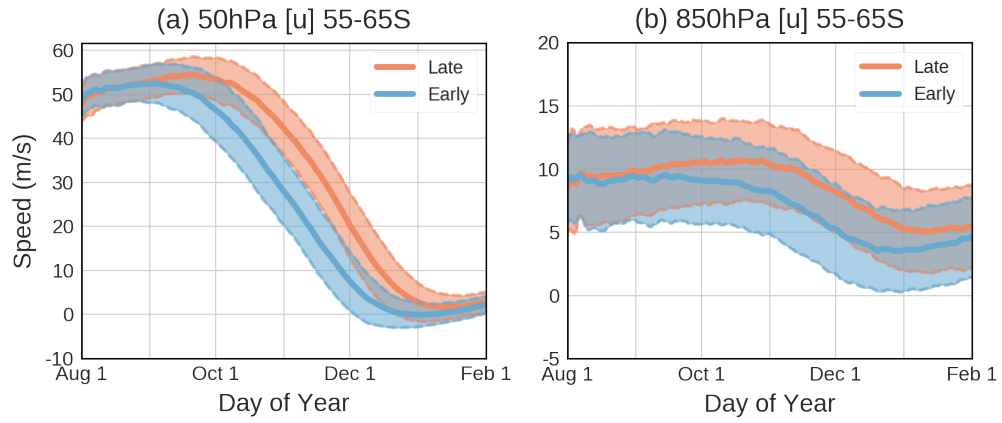 (a) 50hPa [u] 55-65S
60
50
40
30
20
10
0
-10
Speed (m/s)
Late
Early
Aug 1
Oct 1
Dec 1
Feb 1
Day of Year
(b) 850hPa [u] 55-65S
20
15
10
5
0
-5
Late
Early
Aug 1
Oct 1
Dec 1
Feb 1
Day of Year